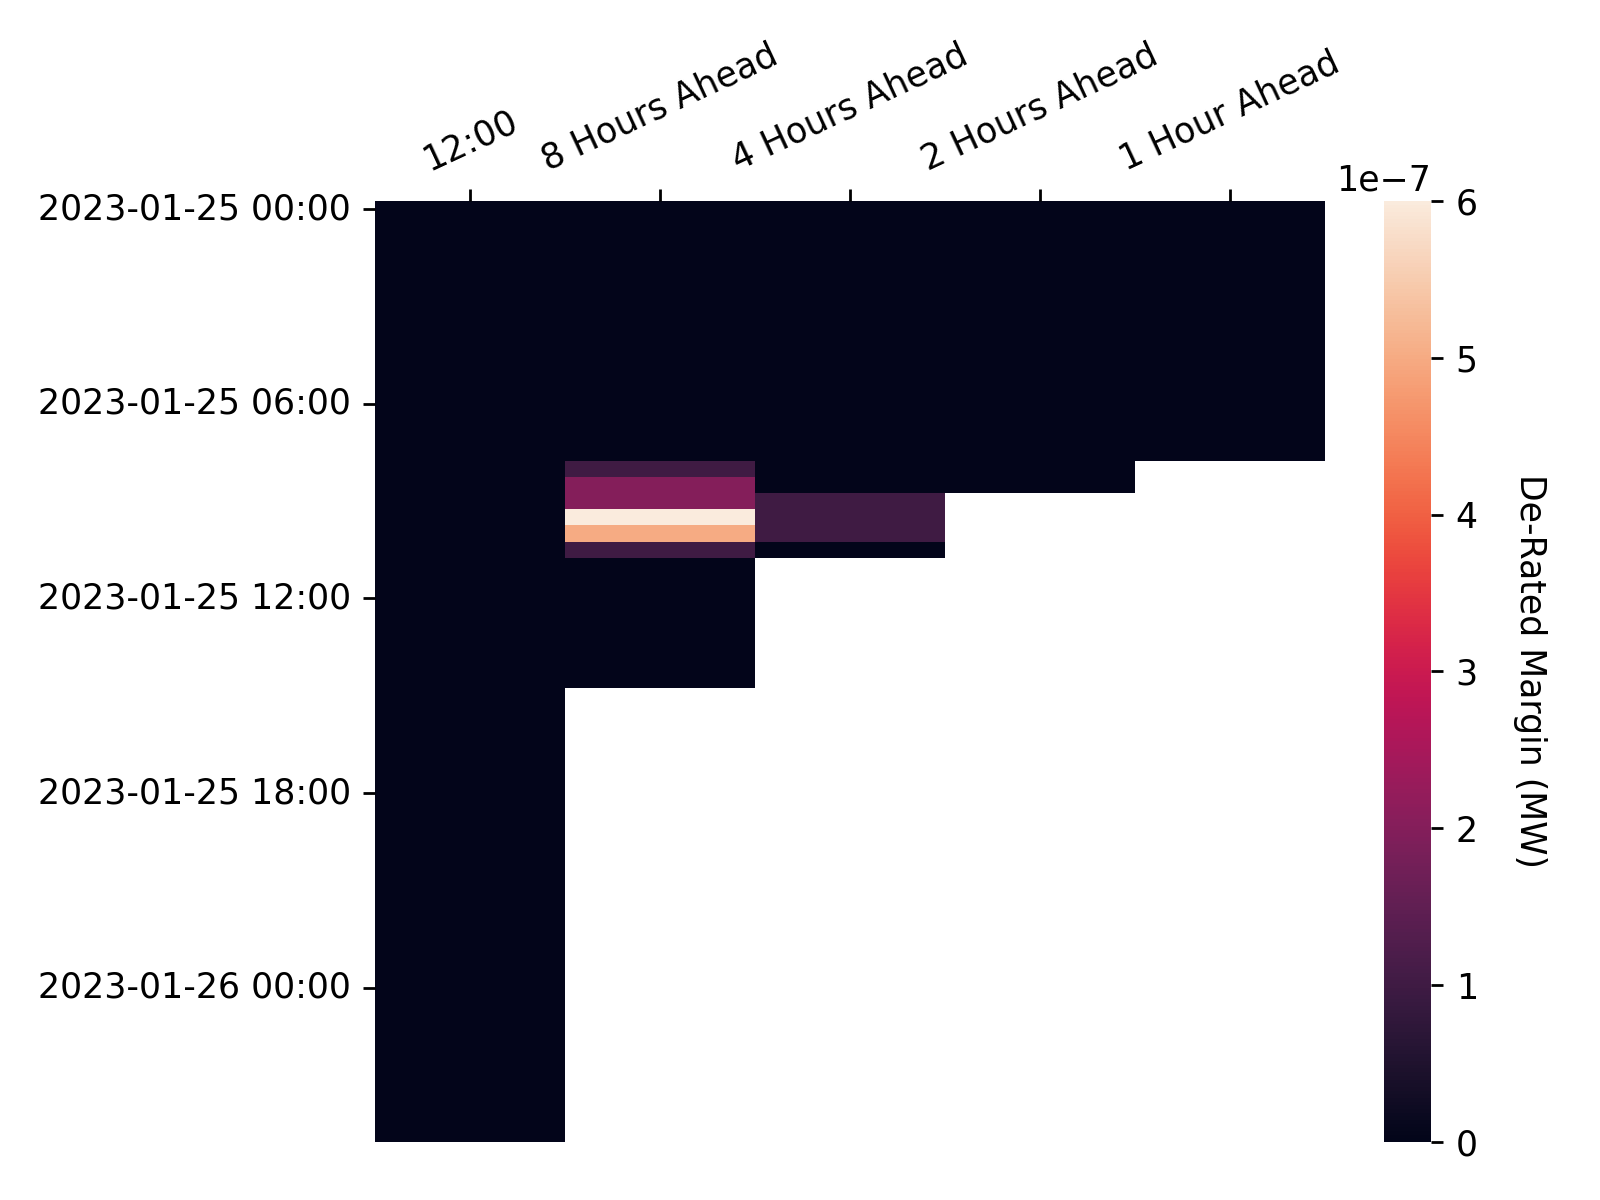 12:00
8 Hours Ahead
4 Hours Ahead
2 Hours Ahead
1 Hour Ahead
2023-01-25 00:00
2023-01-25 06:00
2023-01-25 12:00
2023-01-25 18:00
2023-01-26 00:00
1e−7
6
5
4
3
2
1
0
De-Rated Margin (MW)